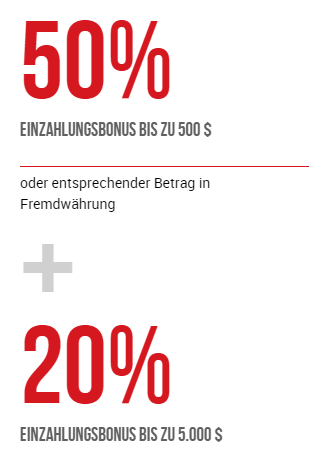 50%
EINZAHLUNGSBONUS BIS ZU 500 $
oder entsprechender Betrag in
Fremdwährung
+
20%
EINZAHLUNGSBONUS BIS ZU 5.000 $